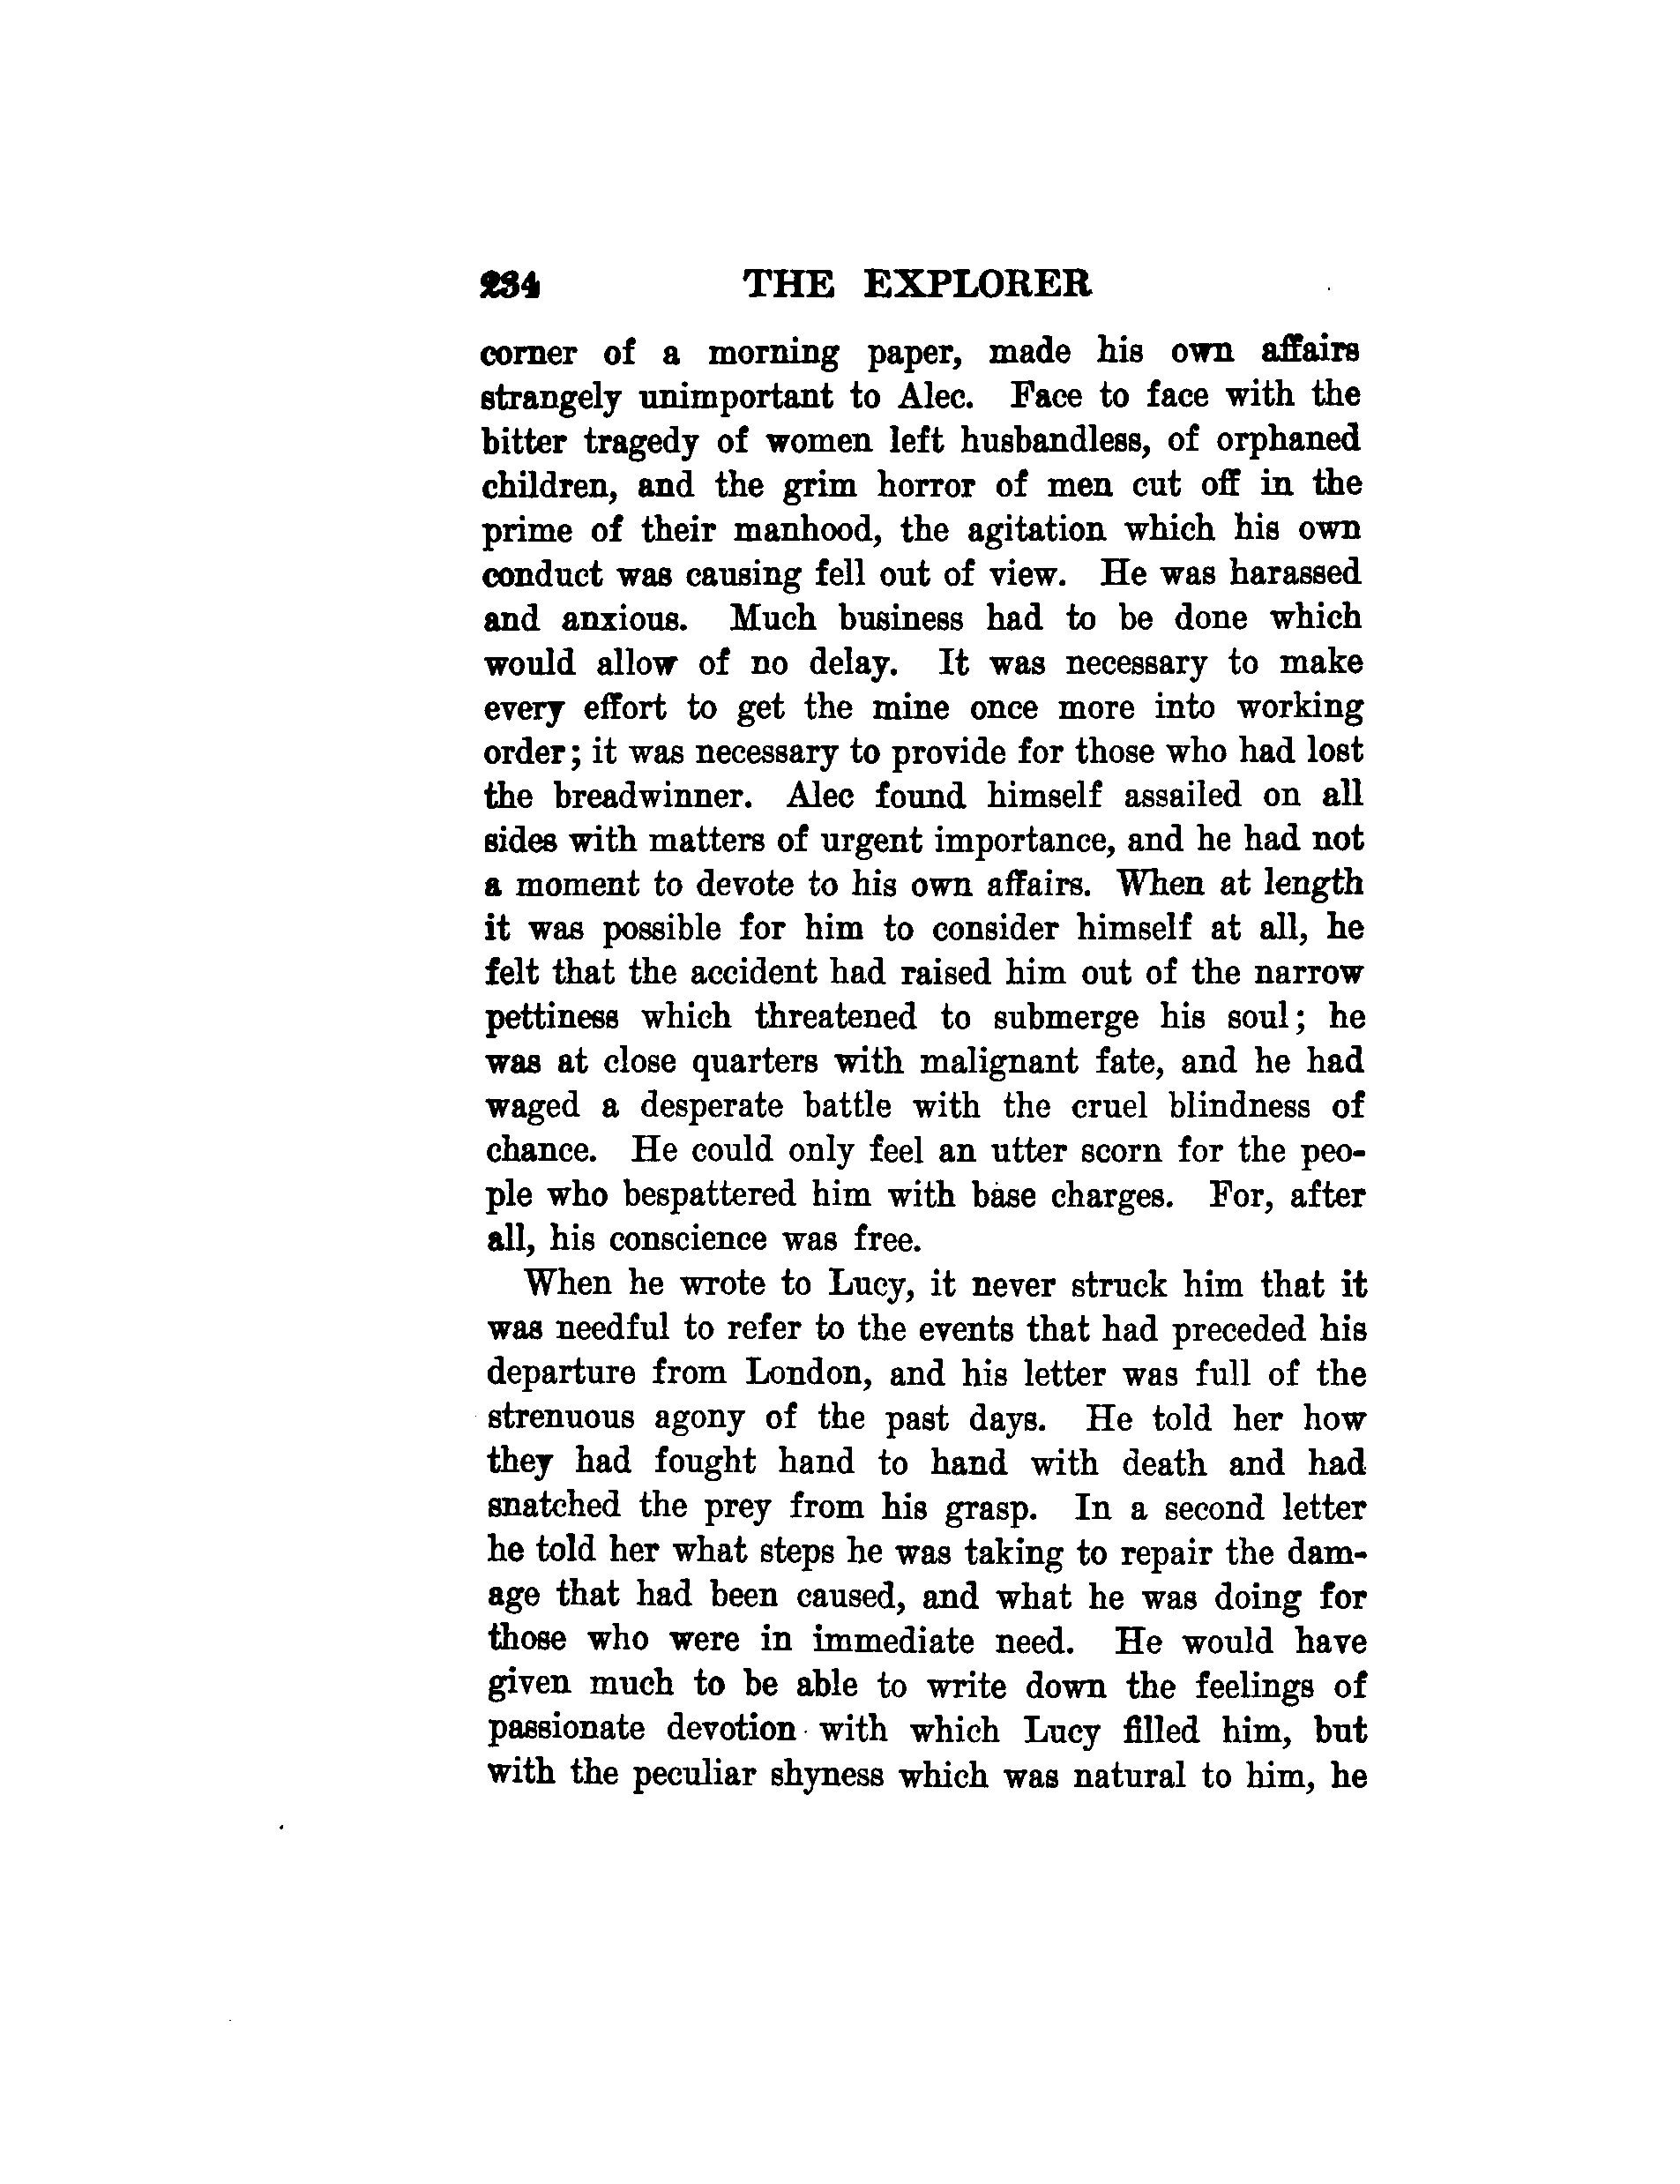 234 THE EXPLORER
corner of a morning paper, made his own affairs
strangely unimportant to Alec. Face to face with the
bitter tragedy of women left husbandless, of orphaned
children, and the grim horror of men cut off in the
prime of their manhood, the agitation which his own
conduct was causing fell out of view. He was harassed
and anxious. Much business had to be done which
would allow of no delay. It was necessary to make
every effort to get the mine once more into working
order; it was necessary to provide for those who had lost
the breadwinner. Alec found himself assailed on all
sides with matters of urgent importance, and he had not
a moment to devote to his own affairs. When at length
it was possible for him to consider himself at all, he
felt that the accident had raised him out of the narrow
pettiness which threatened to submerge his soul; he
was at close quarters with malignant fate, and he had
waged a desperate battle with the cruel blindness of
chance. He could only feel an utter scorn for the peo-
ple who bespattered him with base charges. For, after
all, his conscience was free.
When he wrote to Lucy, it never struck him that it
was needful to refer to the events that had preceded his
departure from London, and his letter was full of the
strenuous agony of the past days. He told her how
they had fought hand to hand with death and had
snatched the prey from his grasp. In a second letter
he told her what steps he was taking to repair the dam-
age that had been caused, and what he was doing for
those who were in immediate need. He would have
given much to be able to write down the feelings of
passionate devotion with which Lucy filled him, but
with the peculiar shyness which was natural to him, he